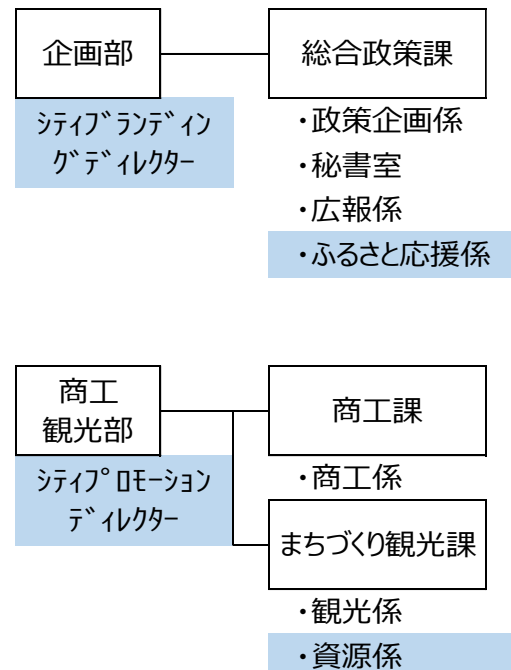 企画部
総合政策課
ｼﾃｨﾌﾞﾗﾝﾃﾞｨﾝ
ｸﾞﾃﾞｨﾚｸﾀｰ
・政策企画係
・秘書室
・広報係
・ふるさと応援係
商工
観光部
商工課
ｼﾃｨﾌﾟﾛﾓｰｼｮﾝ
ﾃﾞｨﾚｸﾀｰ
・商工係
まちづくり観光課
・観光係
・資源係